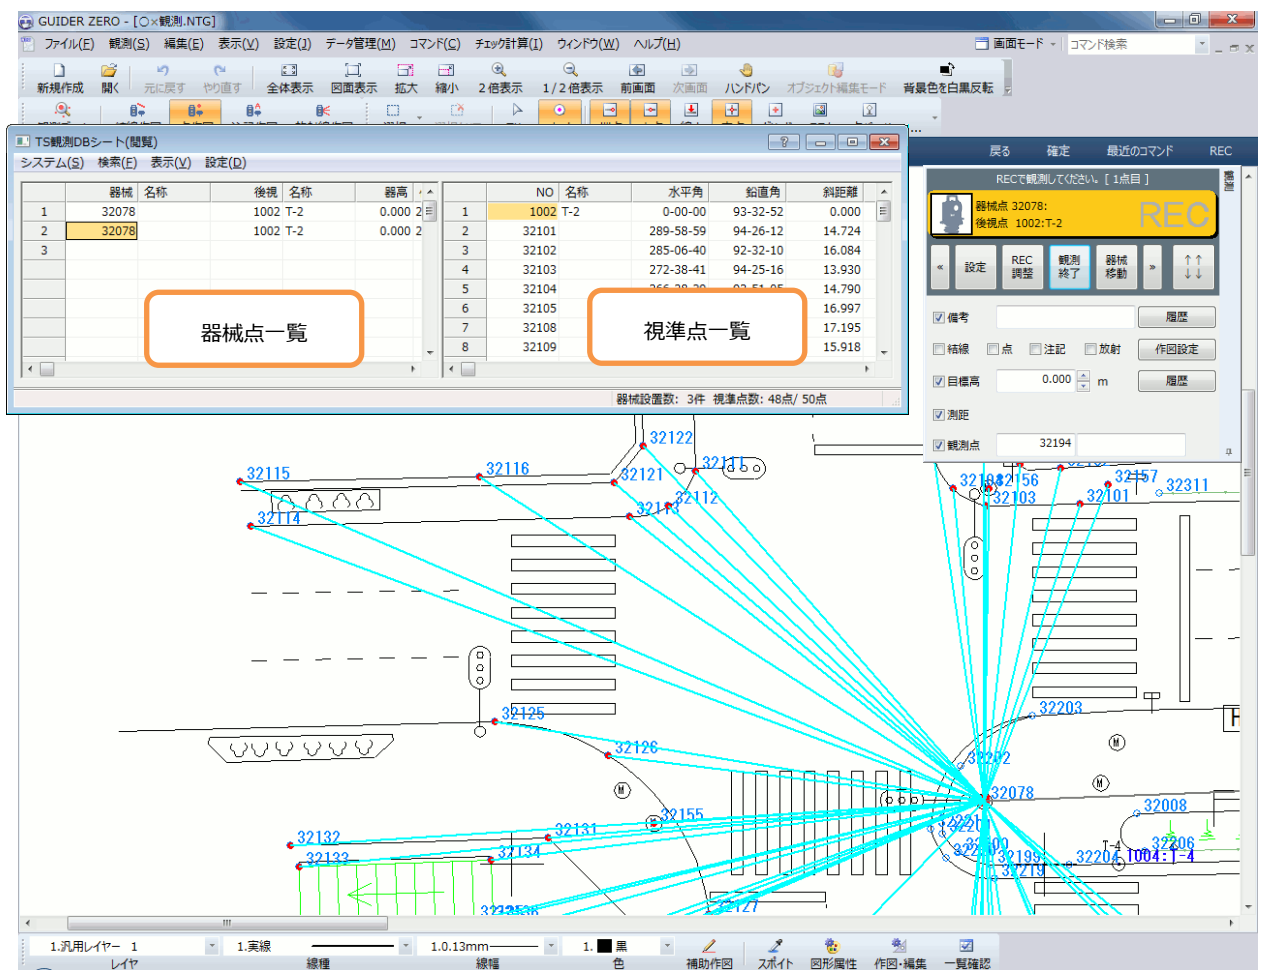 GUIDER ZERO - [○×観測.NTG]
ファイル(F) 観測(S) 編集(E) 表示(V) 設定(J) データ管理(M) コマンド(C) チェック計算(I) ウィンドウ(W) ヘルプ(H) 画面モード コマンド検索
新規作成 開く 元に戻す やり直す 全体表示 図面表示 拡大 縮小 2倍表示 1/2倍表示 前画面 次画面 ハンドパン オブジェクト編集モード 背景色を白黒反転
TS観測DBシート(閲覧)
システム(S) 検索(F) 表示(V) 設定(D)
器械 名称 後視 名称 器高
1 32078 1002 T-2 0.000 2
2 32078 1002 T-2 0.000 2
3
器械点一覧
NO 名称 水平角 鉛直角 斜距離
1 1002 T-2 0-00-00 93-32-52 0.000
2 32101 289-58-59 94-26-12 14.724
3 32102 285-06-40 92-32-10 16.084
4 32103 272-38-41 94-25-16 13.930
5 32104 14.790
6 32105 16.997
7 32108 17.195
8 32109 15.918
視準点一覧
器械設置数: 3件 視準点数: 48点/ 50点
戻る 確定 最近のコマンド REC
RECで観測してください。[ 1点目 ]
器械点 32078:
後視点 1002:T-2
REC
« 設定 REC調整 観測終了 器械移動 » ↑↑↓↓
備考 履歴
結線 点 注記 放射 作図設定
目標高 0.000 m 履歴
測距
観測点 32194
32122
32115
32116
32121
32111
32112
32113
32114
32156
32157
32311
32103
32101
32203
32125
32126
32202
32078
32008
32155
32132
32131
32133
32134
32199
32204
T-4
32206
1004:T-4
32219
32127
H
M
M
M
M
1.汎用レイヤー 1 1.実線 1.0.13mm 1. 黒
レイヤ 線種 線幅 色 補助作図 スポイト 図形属性 作図・編集 一覧確認